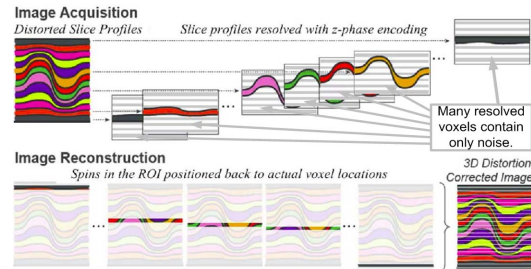 Image Acquisition
Distorted Slice Profiles
Slice profiles resolved with z-phase encoding
...
...
Many resolved
voxels contain
only noise.
Image Reconstruction
Spins in the ROI positioned back to actual voxel locations
3D Distortion
Corrected Image
...
...